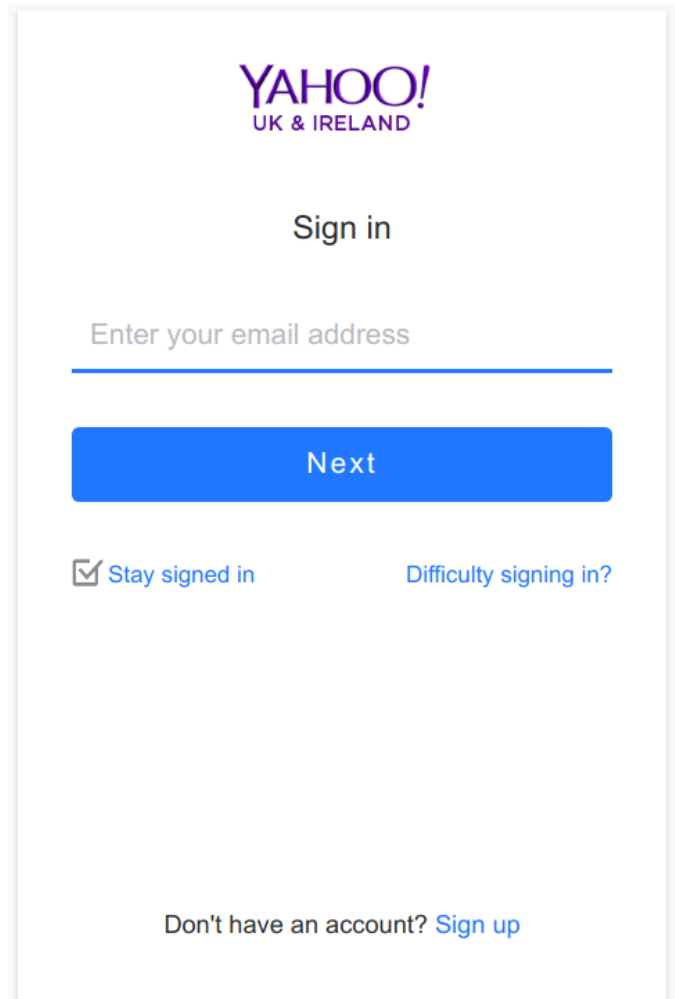 YAHOO!
UK & IRELAND
Sign in
Enter your email address
Next
Stay signed in
Difficulty signing in?
Don't have an account? Sign up